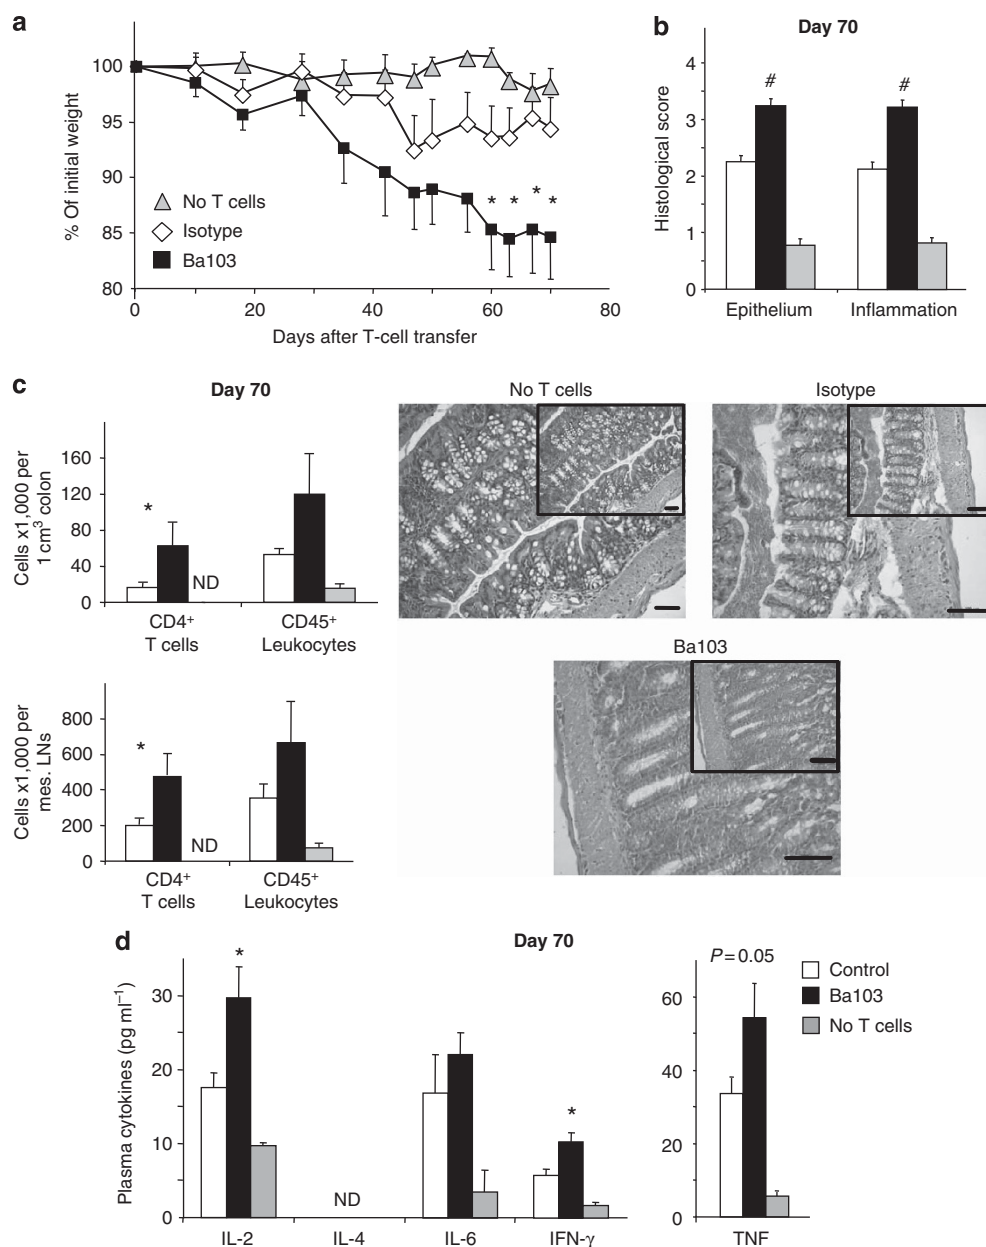 a
% Of initial weight
100
95
90
85
80
No T cells
Isotype
Ba103
* * * *
0 20 40 60 80
Days after T-cell transfer
b
Day 70
Histological score
4
3
2
1
0
# #
Epithelium Inflammation
c
Day 70
Cells x1,000 per
1 cm³ colon
160
120
80
40
0
*
ND
CD4⁺
T cells
CD45⁺
Leukocytes
Cells x1,000 per
mes. LNs
800
600
400
200
0
*
ND
CD4⁺
T cells
CD45⁺
Leukocytes
No T cells
Isotype
Ba103
d
Day 70
Plasma cytokines (pg ml⁻¹)
30
20
10
0
*
ND
*
IL-2 IL-4 IL-6 IFN-γ
P = 0.05
60
40
20
0
TNF
Control
Ba103
No T cells